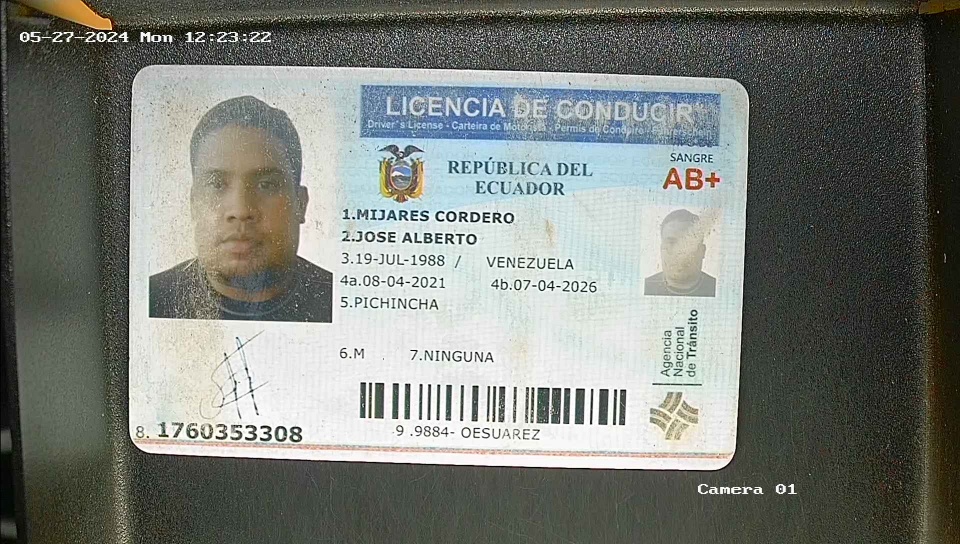 05-27-2024 Mon 12:23:22
LICENCIA DE CONDUCIR
Driver's License - Carteira de Motorista - Permis de Conduire - Führerschein
REPÚBLICA DEL
ECUADOR
SANGRE
AB+
1.MIJARES CORDERO
2.JOSE ALBERTO
3.19-JUL-1988 / VENEZUELA
4a.08-04-2021 4b.07-04-2026
5.PICHINCHA
6.M 7.NINGUNA
Agencia
Nacional
de Tránsito
8. 1760353308
-9 .9884- OESUAREZ
Camera 01